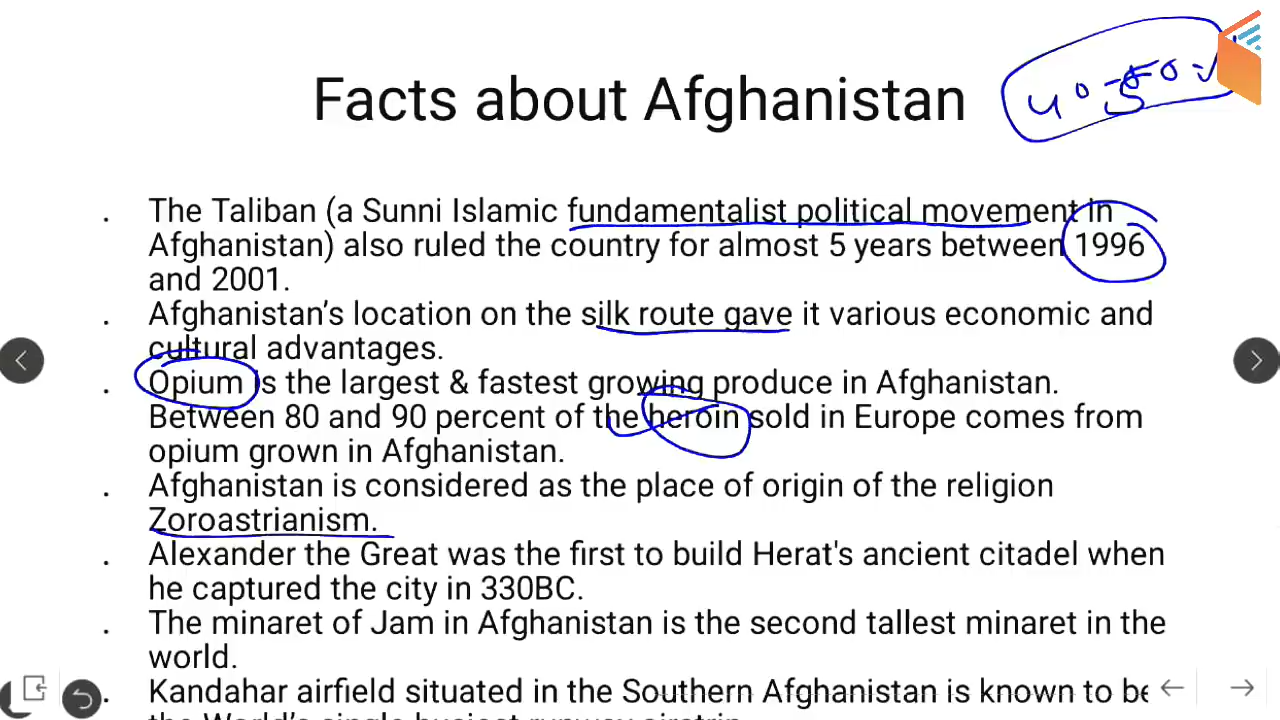 Facts about Afghanistan
. The Taliban (a Sunni Islamic fundamentalist political movement in
Afghanistan) also ruled the country for almost 5 years between 1996
and 2001.
. Afghanistan's location on the silk route gave it various economic and
cultural advantages.
. Opium is the largest & fastest growing produce in Afghanistan.
Between 80 and 90 percent of the heroin sold in Europe comes from
opium grown in Afghanistan.
. Afghanistan is considered as the place of origin of the religion
Zoroastrianism.
. Alexander the Great was the first to build Herat's ancient citadel when
he captured the city in 330BC.
. The minaret of Jam in Afghanistan is the second tallest minaret in the
world.
. Kandahar airfield situated in the Southern Afghanistan is known to be
the World's single busiest runway airstrip